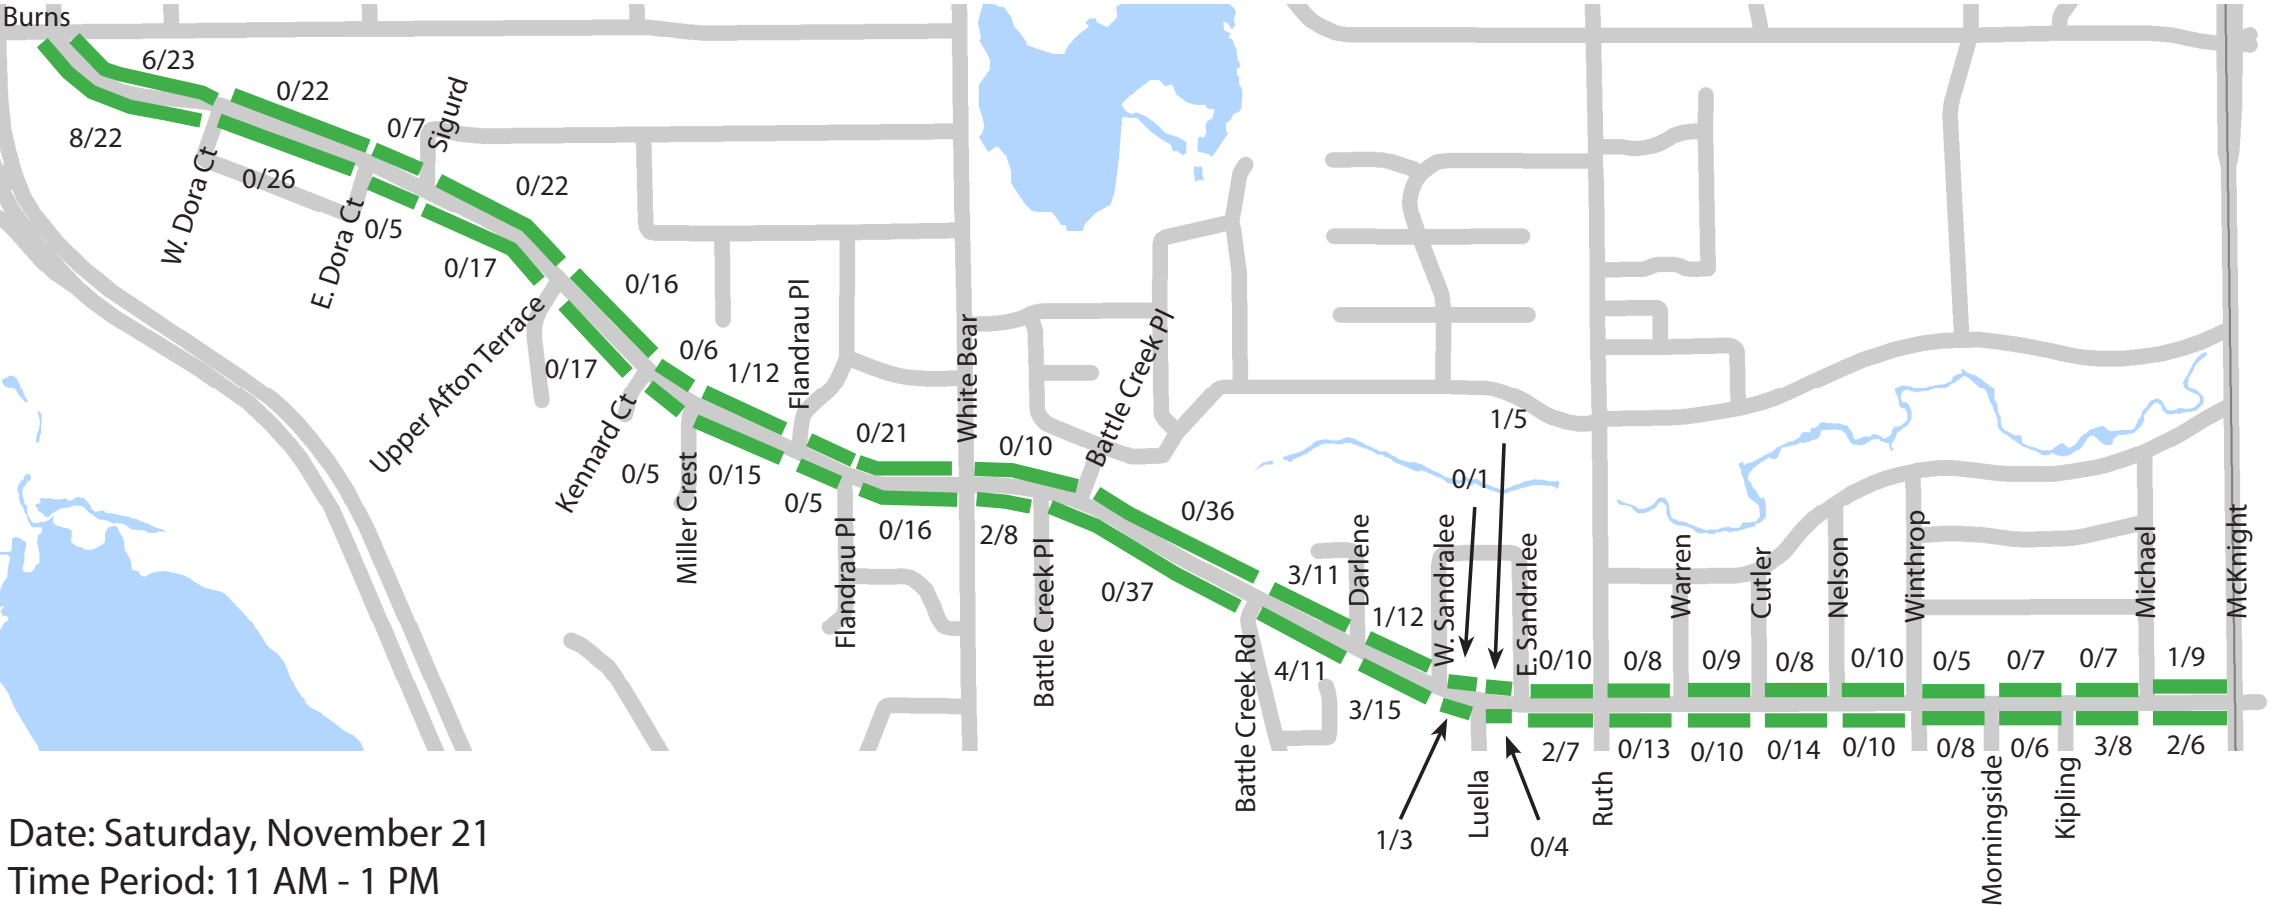 Burns
6/23
0/22
0/7
Sigurd
0/22
8/22
W. Dora Ct
0/26
E. Dora Ct
0/5
0/17
0/16
Upper Afton Terrace
0/17
Kennard Ct
0/6
1/12
Flandrau Pl
0/21
White Bear
0/10
Battle Creek Pl
0/5
Miller Crest
0/15
0/5
Flandrau Pl
0/16
2/8
Battle Creek Pl
0/37
0/36
3/11
Darlene
1/12
W. Sandralee
0/1
1/5
E. Sandralee
Battle Creek Rd
4/11
3/15
1/3
Luella
0/4
0/10
2/7
Ruth
0/8
0/13
Warren
0/9
0/10
Cutler
0/8
0/14
Nelson
0/10
0/10
Winthrop
0/5
0/8
Morningside
0/7
0/6
Kipling
0/7
3/8
Michael
1/9
2/6
McKnight
Date: Saturday, November 21
Time Period: 11 AM - 1 PM